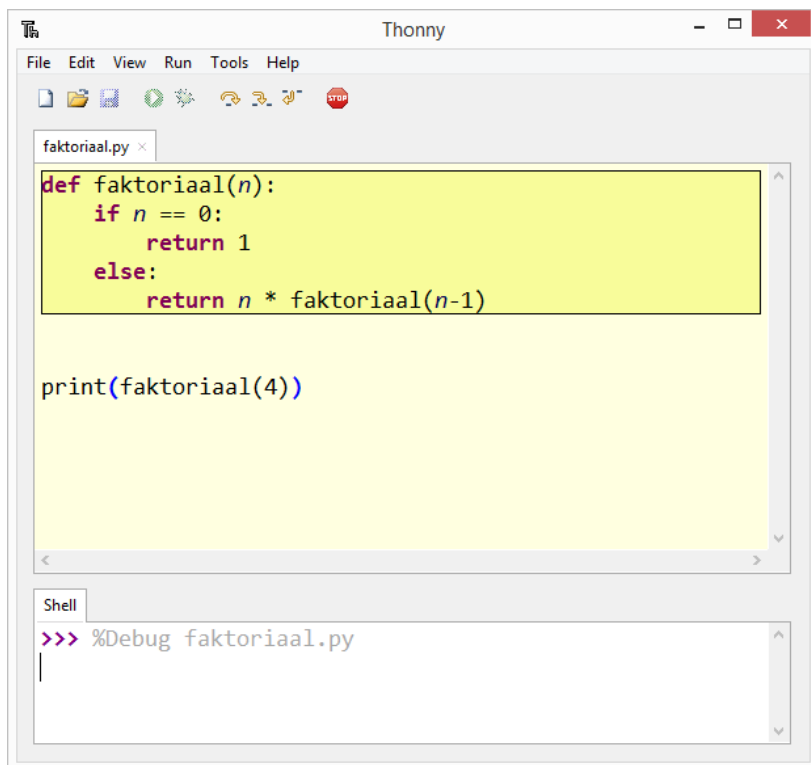 Thonny
File Edit View Run Tools Help
STOP
faktoriaal.py
def faktoriaal(n):
    if n == 0:
        return 1
    else:
        return n * faktoriaal(n-1)
print(faktoriaal(4))
Shell
>>> %Debug faktoriaal.py